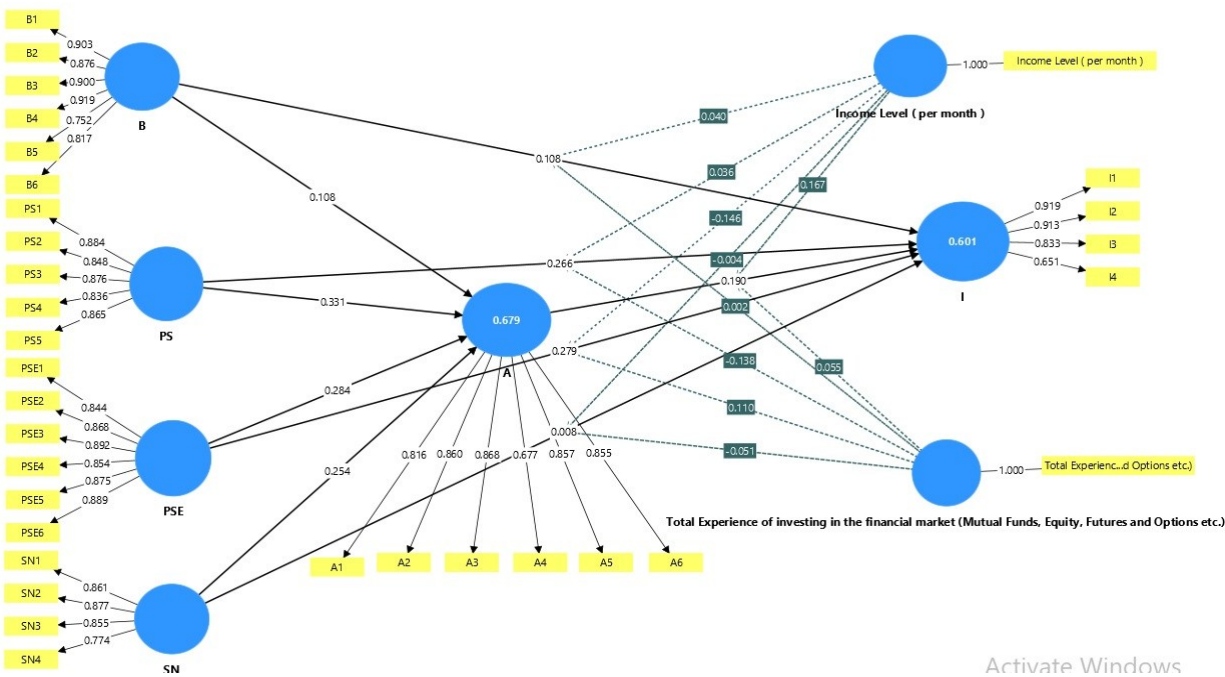 B1
0.903
B2
0.876
B3
0.900
B4
0.919
B5
0.752
B6
0.817
B
PS1
0.884
PS2
0.848
PS3
0.876
PS4
0.836
PS5
0.865
PS
PSE1
0.844
PSE2
0.868
PSE3
0.892
PSE4
0.854
PSE5
0.875
PSE6
0.889
PSE
SN1
0.861
SN2
0.877
SN3
0.855
SN4
0.774
SN
0.108
0.331
0.284
0.254
0.679
A
0.816
0.860
0.868
0.677
0.857
0.855
A1
A2
A3
A4
A5
A6
0.108
0.266
0.190
0.279
0.008
0.040
0.036
-0.146
0.167
-0.004
0.002
-0.138
0.055
0.110
-0.051
1.000
Income Level ( per month )
Income Level ( per month )
0.601
I
I1
0.919
I2
0.913
I3
0.833
I4
0.651
1.000
Total Experienc...d Options etc.)
Total Experience of investing in the financial market (Mutual Funds, Equity, Futures and Options etc.)
Activate Windows